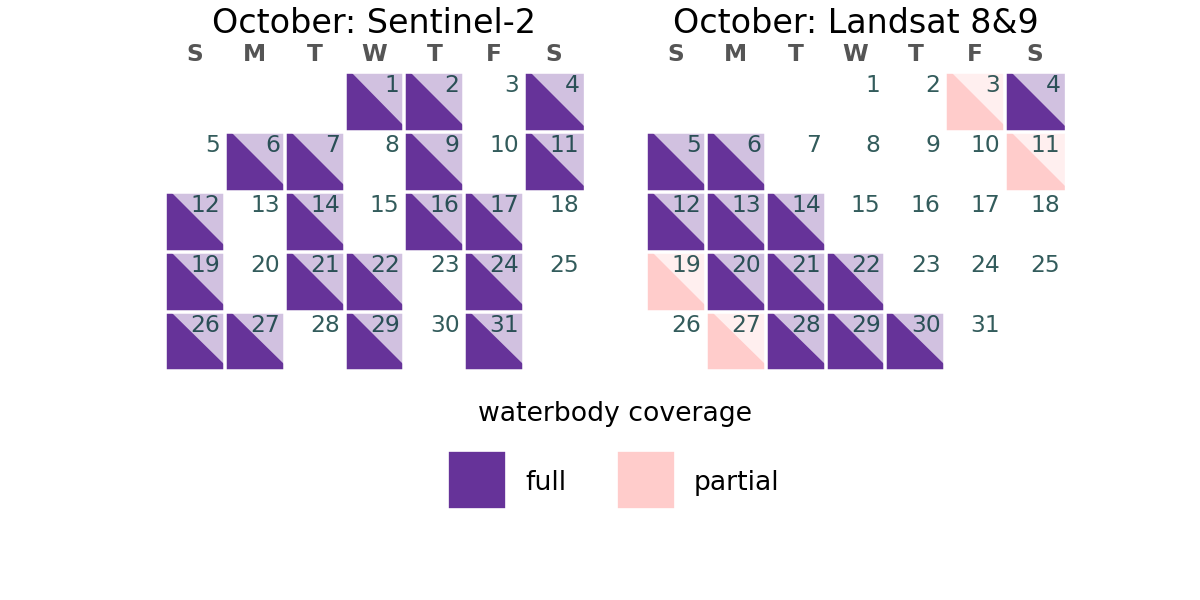 October: Sentinel-2
S M T W T F S
1 2 3 4
5 6 7 8 9 10 11
12 13 14 15 16 17 18
19 20 21 22 23 24 25
26 27 28 29 30 31
October: Landsat 8&9
S M T W T F S
1 2 3 4
5 6 7 8 9 10 11
12 13 14 15 16 17 18
19 20 21 22 23 24 25
26 27 28 29 30 31
waterbody coverage
full partial